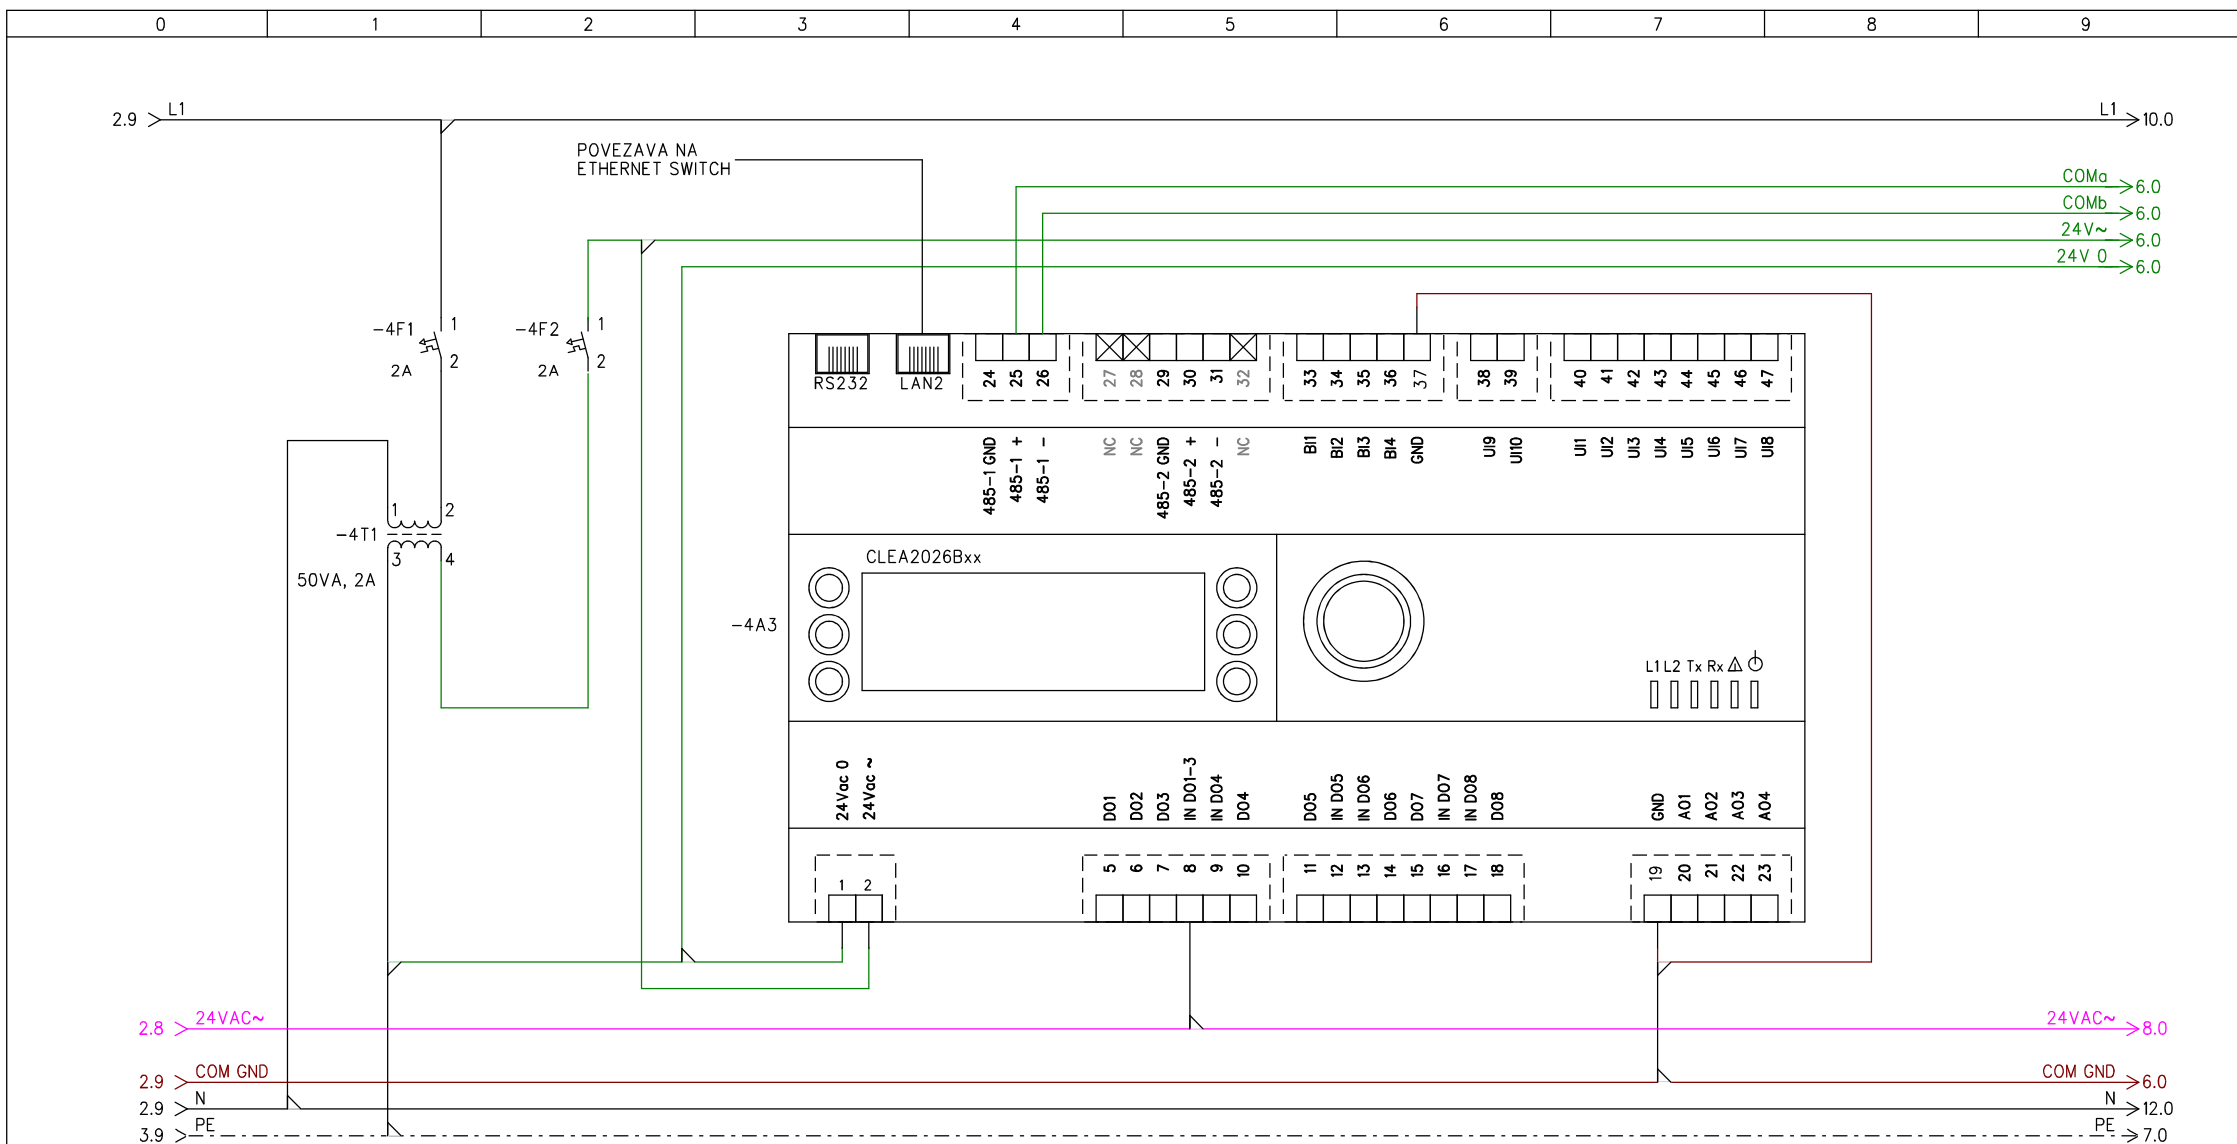 0 1 2 3 4 5 6 7 8 9
2.9 L1 L1 10.0
POVEZAVA NA
ETHERNET SWITCH
COMa 6.0
COMb 6.0
24V~ 6.0
24V 0 6.0
-4F1 1
2
2A
-4F2 1
2
2A
RS232 LAN2
24 25 26 27 28 29 30 31 32 33 34 35 36 37 38 39 40 41 42 43 44 45 46 47
485-1 GND
485-1 +
485-1 -
NC
NC
485-2 GND
485-2 +
485-2 -
NC
BI1
BI2
BI3
BI4
GND
UI9
UI10
UI1
UI2
UI3
UI4
UI5
UI6
UI7
UI8
1 2
-4T1
3 4
50VA, 2A
CLEA2026Bxx
-4A3
L1 L2 Tx Rx
24Vac 0
24Vac ~
DO1
DO2
DO3
IN DO1-3
IN DO4
DO4
DO5
IN DO5
IN DO6
DO6
DO7
IN DO7
IN DO8
DO8
GND
AO1
AO2
AO3
AO4
1 2 5 6 7 8 9 10 11 12 13 14 15 16 17 18 19 20 21 22 23
2.8 24VAC~ 24VAC~ 8.0
2.9 COM GND COM GND 6.0
2.9 N N 12.0
3.9 PE PE 7.0